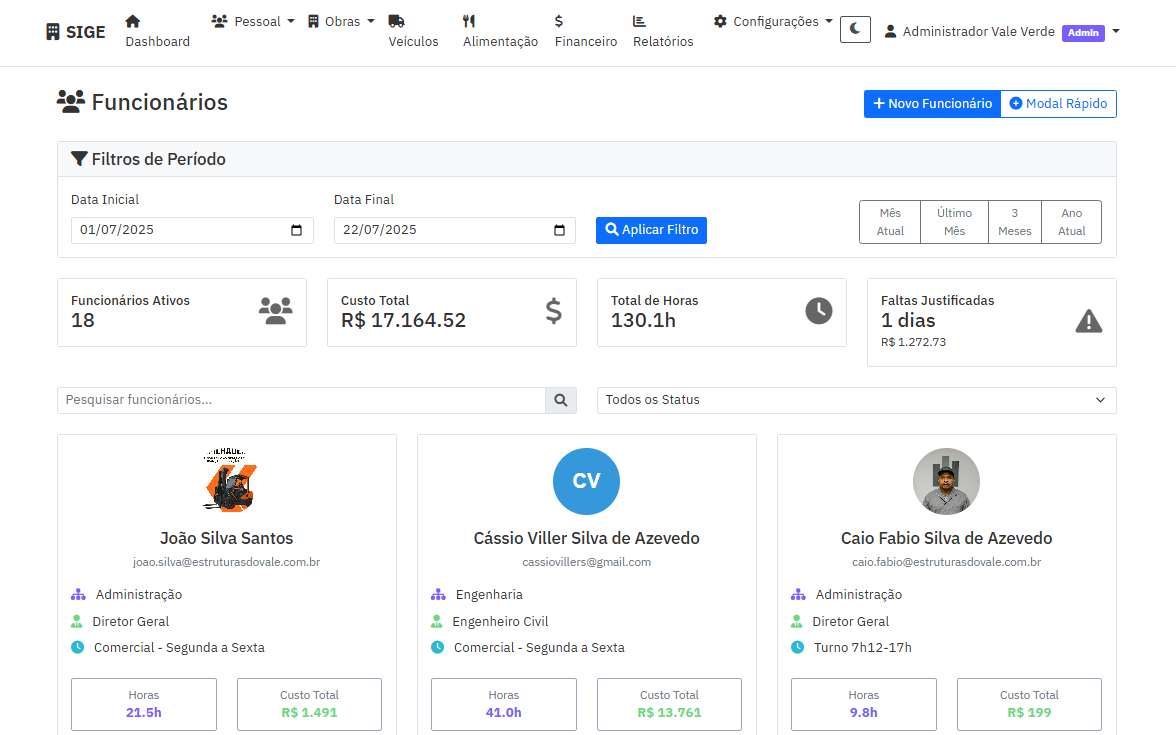 SIGE
Dashboard
Pessoal
Obras
Veículos
Alimentação
Financeiro
Relatórios
Configurações
Administrador Vale Verde
Admin
Funcionários
Novo Funcionário
Modal Rápido
Filtros de Período
Data Inicial
Data Final
01/07/2025
22/07/2025
Aplicar Filtro
Mês Atual
Último Mês
3 Meses
Ano Atual
Funcionários Ativos
18
Custo Total
R$ 17.164.52
Total de Horas
130.1h
Faltas Justificadas
1 dias
R$ 1.272.73
Pesquisar funcionários...
Todos os Status
João Silva Santos
joao.silva@estruturasdovale.com.br
Administração
Diretor Geral
Comercial - Segunda a Sexta
Horas
21.5h
Custo Total
R$ 1.491
CV
Cássio Viller Silva de Azevedo
cassiovillers@gmail.com
Engenharia
Engenheiro Civil
Comercial - Segunda a Sexta
Horas
41.0h
Custo Total
R$ 13.761
Caio Fabio Silva de Azevedo
caio.fabio@estruturasdovale.com.br
Administração
Diretor Geral
Turno 7h12-17h
Horas
9.8h
Custo Total
R$ 199